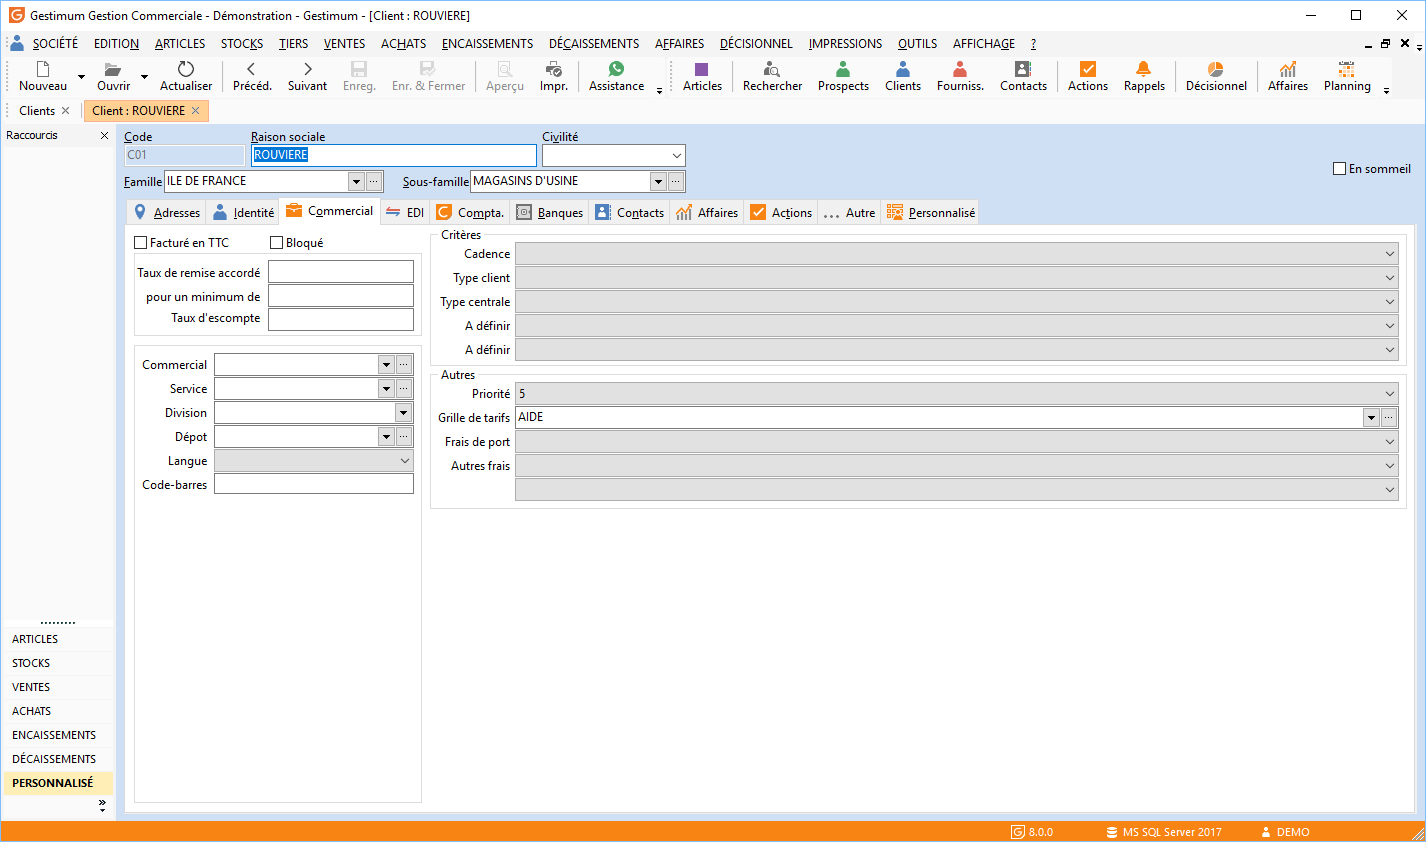 Gestimum Gestion Commerciale - Démonstration - Gestimum - [Client : ROUVIERE]
SOCIÉTÉ EDITION ARTICLES STOCKS TIERS VENTES ACHATS ENCAISSEMENTS DÉCAISSEMENTS AFFAIRES DÉCISIONNEL IMPRESSIONS OUTILS AFFICHAGE ?
Nouveau Ouvrir Actualiser Précéd. Suivant Enreg. Enr. & Fermer Aperçu Impr. Assistance Articles Rechercher Prospects Clients Fourniss. Contacts Actions Rappels Décisionnel Affaires Planning
Clients Client : ROUVIERE
Raccourcis
Code Raison sociale Civilité
C01 ROUVIERE
En sommeil
Famille ILE DE FRANCE Sous-famille MAGASINS D'USINE
Adresses Identité Commercial EDI Compta. Banques Contacts Affaires Actions ... Autre Personnalisé
Facturé en TTC Bloqué
Taux de remise accordé
pour un minimum de
Taux d'escompte
Commercial
Service
Division
Dépot
Langue
Code-barres
Critères
Cadence
Type client
Type centrale
A définir
A définir
Autres
Priorité 5
Grille de tarifs AIDE
Frais de port
Autres frais
ARTICLES
STOCKS
VENTES
ACHATS
ENCAISSEMENTS
DÉCAISSEMENTS
PERSONNALISÉ
8.0.0 MS SQL Server 2017 DEMO